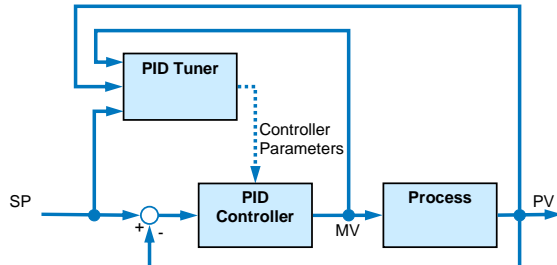 PID Tuner
Controller
Parameters
SP
PID
Controller
Process
PV
+
-
MV